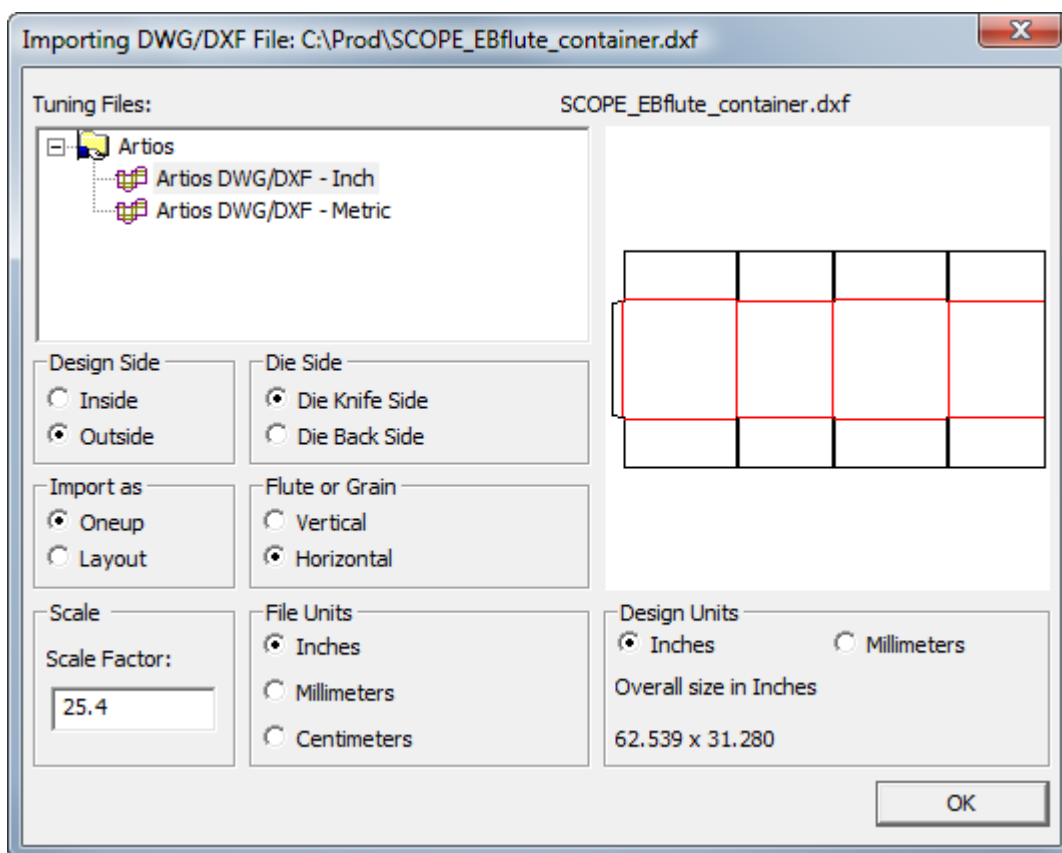 Importing DWG/DXF File: C:\Prod\SCOPE_EBflute_container.dxf
Tuning Files:
SCOPE_EBflute_container.dxf
Artios
Artios DWG/DXF - Inch
Artios DWG/DXF - Metric
Design Side
Inside
Outside
Die Side
Die Knife Side
Die Back Side
Import as
Oneup
Layout
Flute or Grain
Vertical
Horizontal
Scale
Scale Factor:
25.4
File Units
Inches
Millimeters
Centimeters
Design Units
Inches
Millimeters
Overall size in Inches
62.539 x 31.280
OK